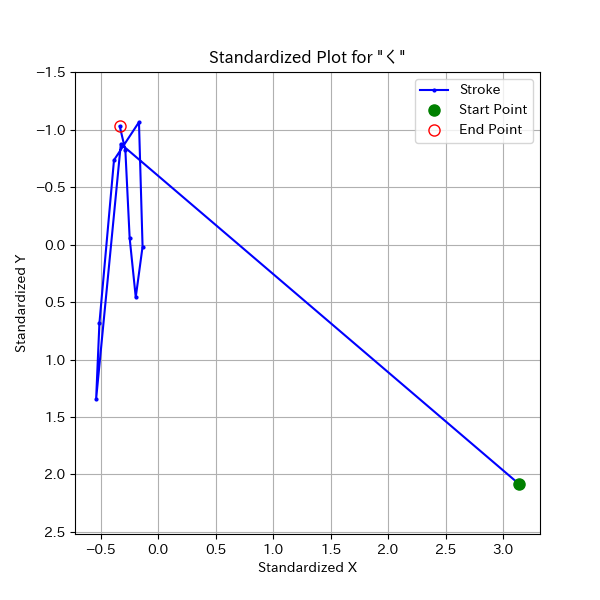 Standardized Plot for "く"
Stroke
Start Point
End Point
Standardized Y
−1.5
−1.0
−0.5
0.0
0.5
1.0
1.5
2.0
2.5
−0.5 0.0 0.5 1.0 1.5 2.0 2.5 3.0
Standardized X